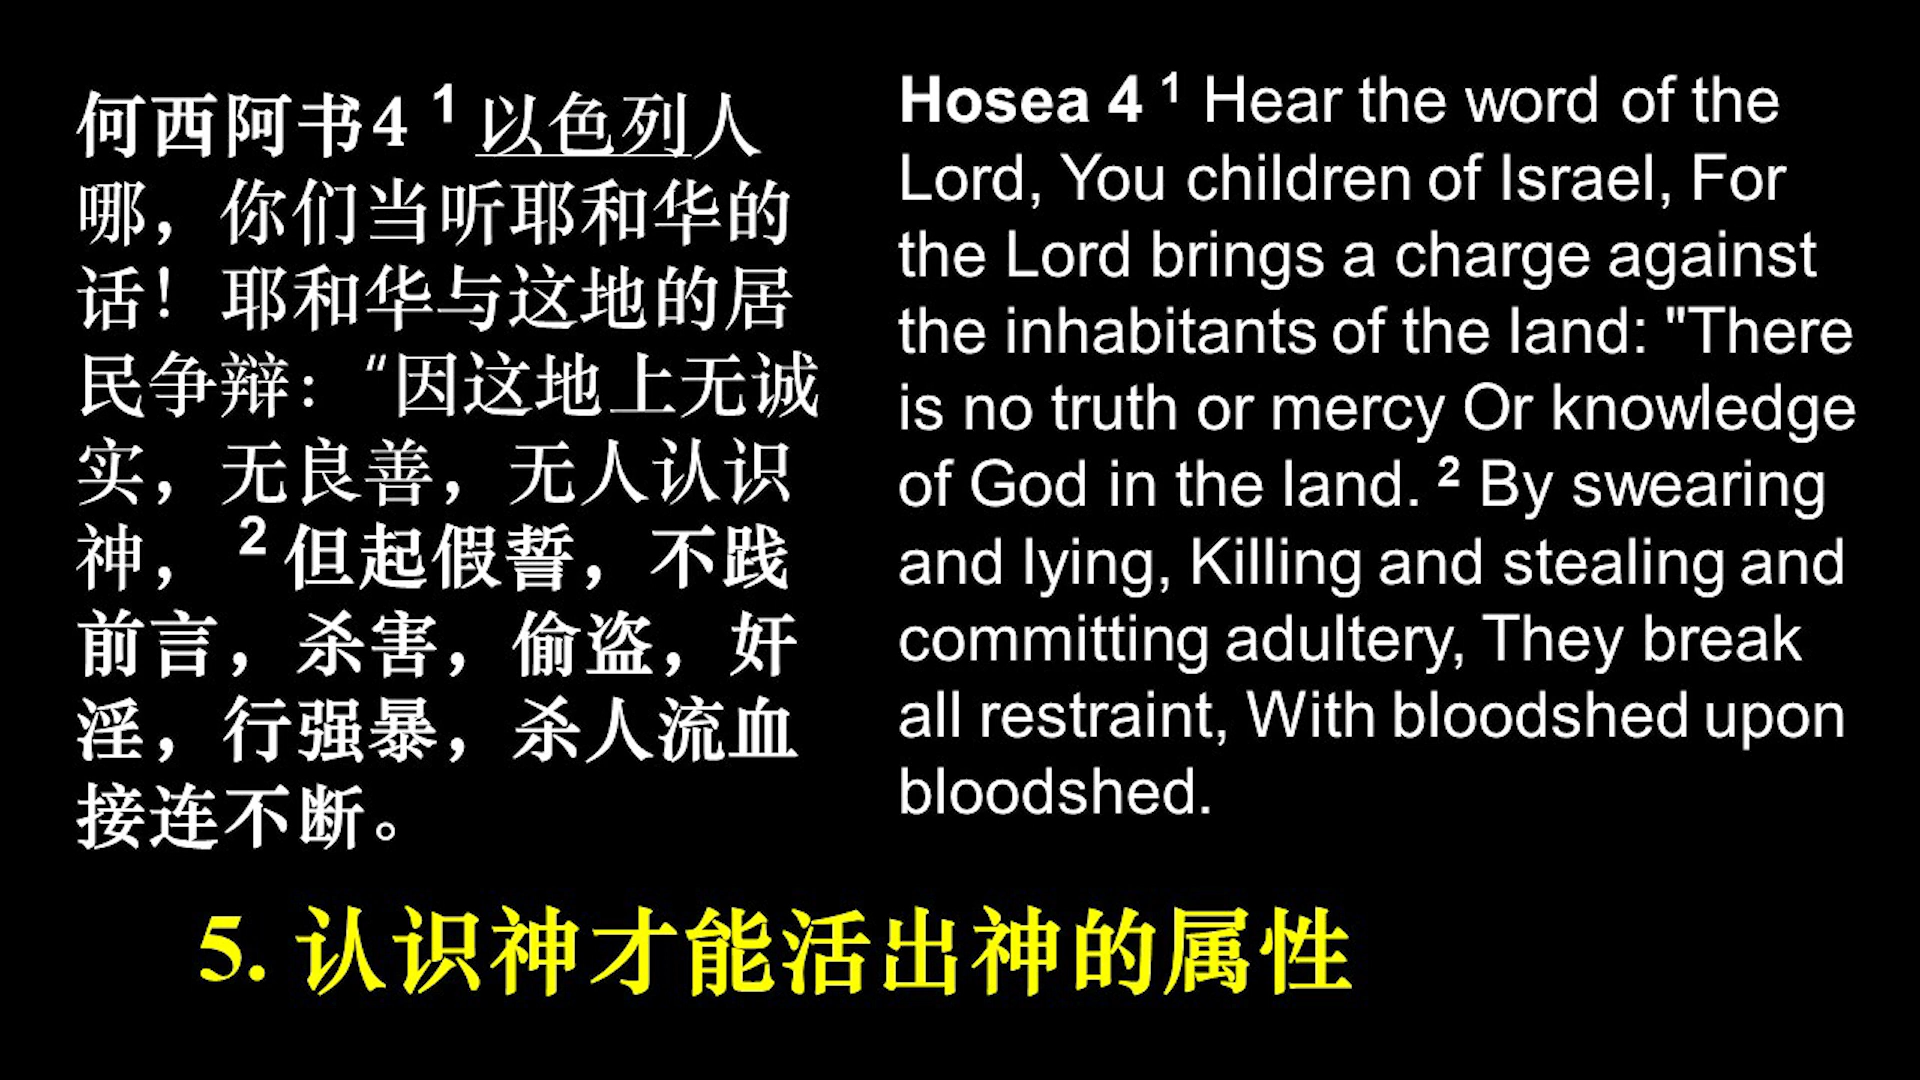 何西阿书4 1 以色列人
哪，你们当听耶和华的
话！耶和华与这地的居
民争辩：“因这地上无诚
实，无良善，无人认识
神， 2 但起假誓，不践
前言，杀害，偷盗，奸
淫，行强暴，杀人流血
接连不断。
Hosea 4 1 Hear the word of the
Lord, You children of Israel, For
the Lord brings a charge against
the inhabitants of the land: "There
is no truth or mercy Or knowledge
of God in the land. 2 By swearing
and lying, Killing and stealing and
committing adultery, They break
all restraint, With bloodshed upon
bloodshed.
5. 认识神才能活出神的属性